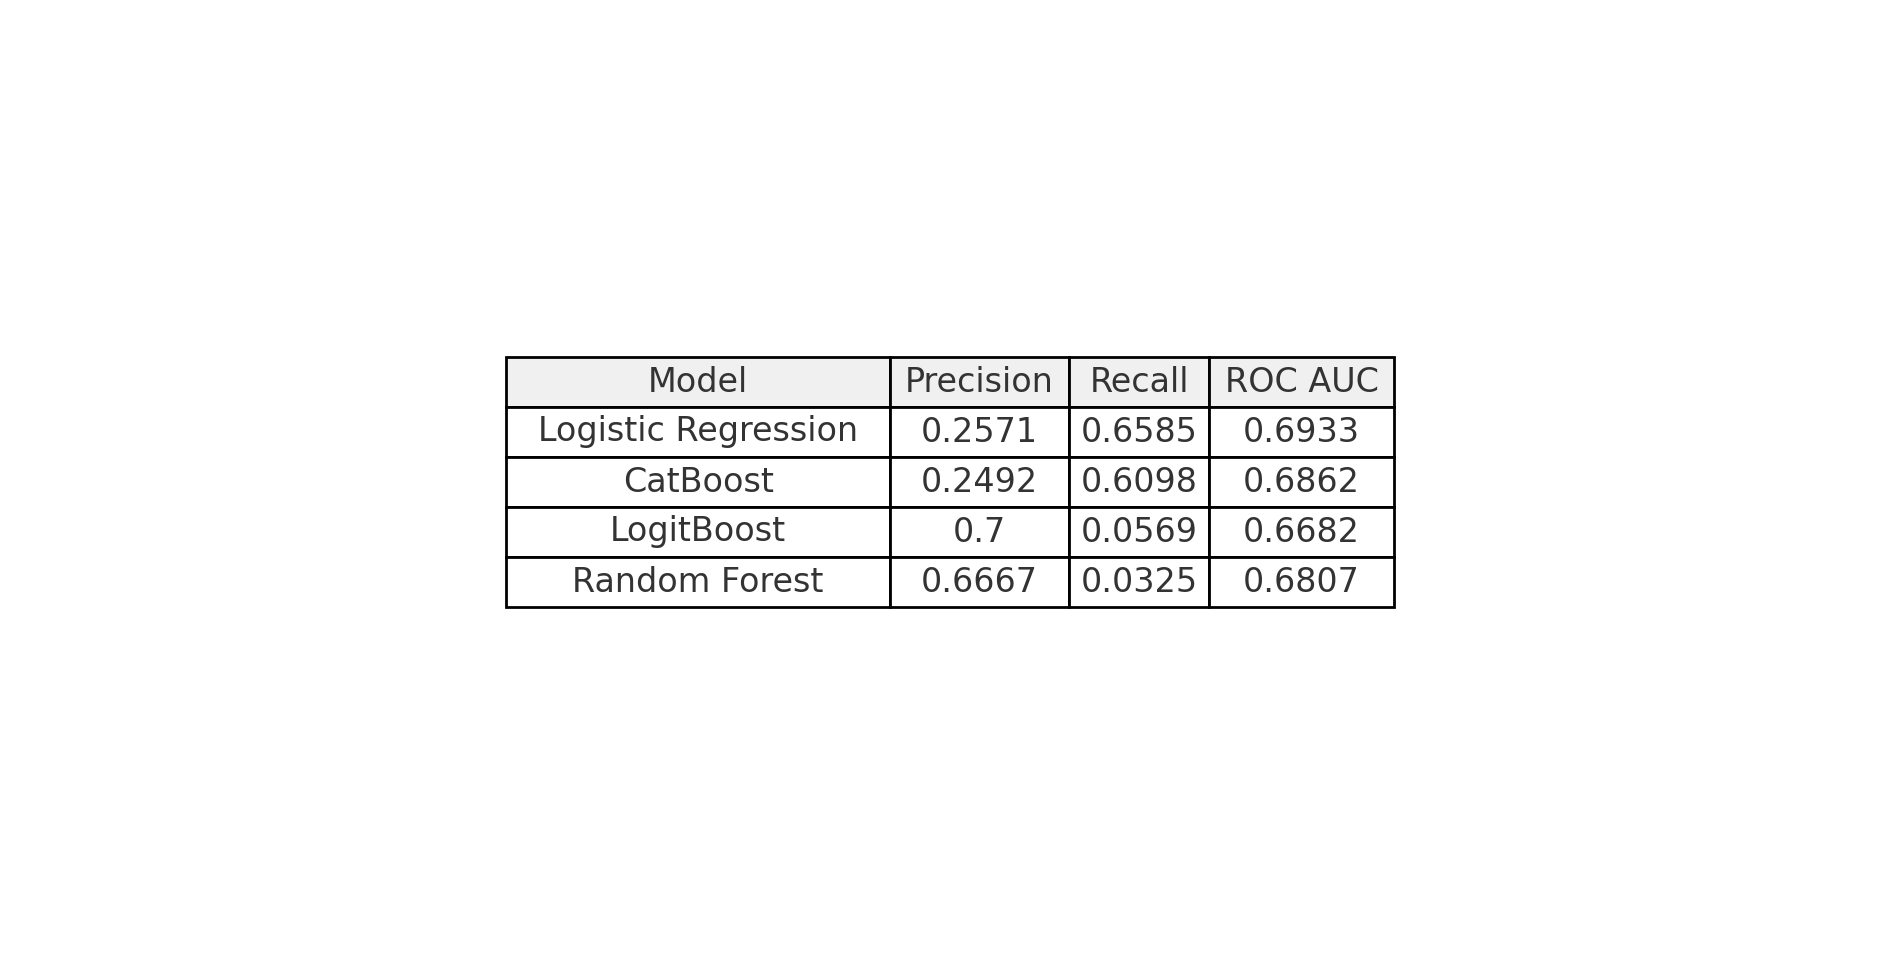 Model Precision Recall ROC AUC
Logistic Regression 0.2571 0.6585 0.6933
CatBoost 0.2492 0.6098 0.6862
LogitBoost 0.7 0.0569 0.6682
Random Forest 0.6667 0.0325 0.6807